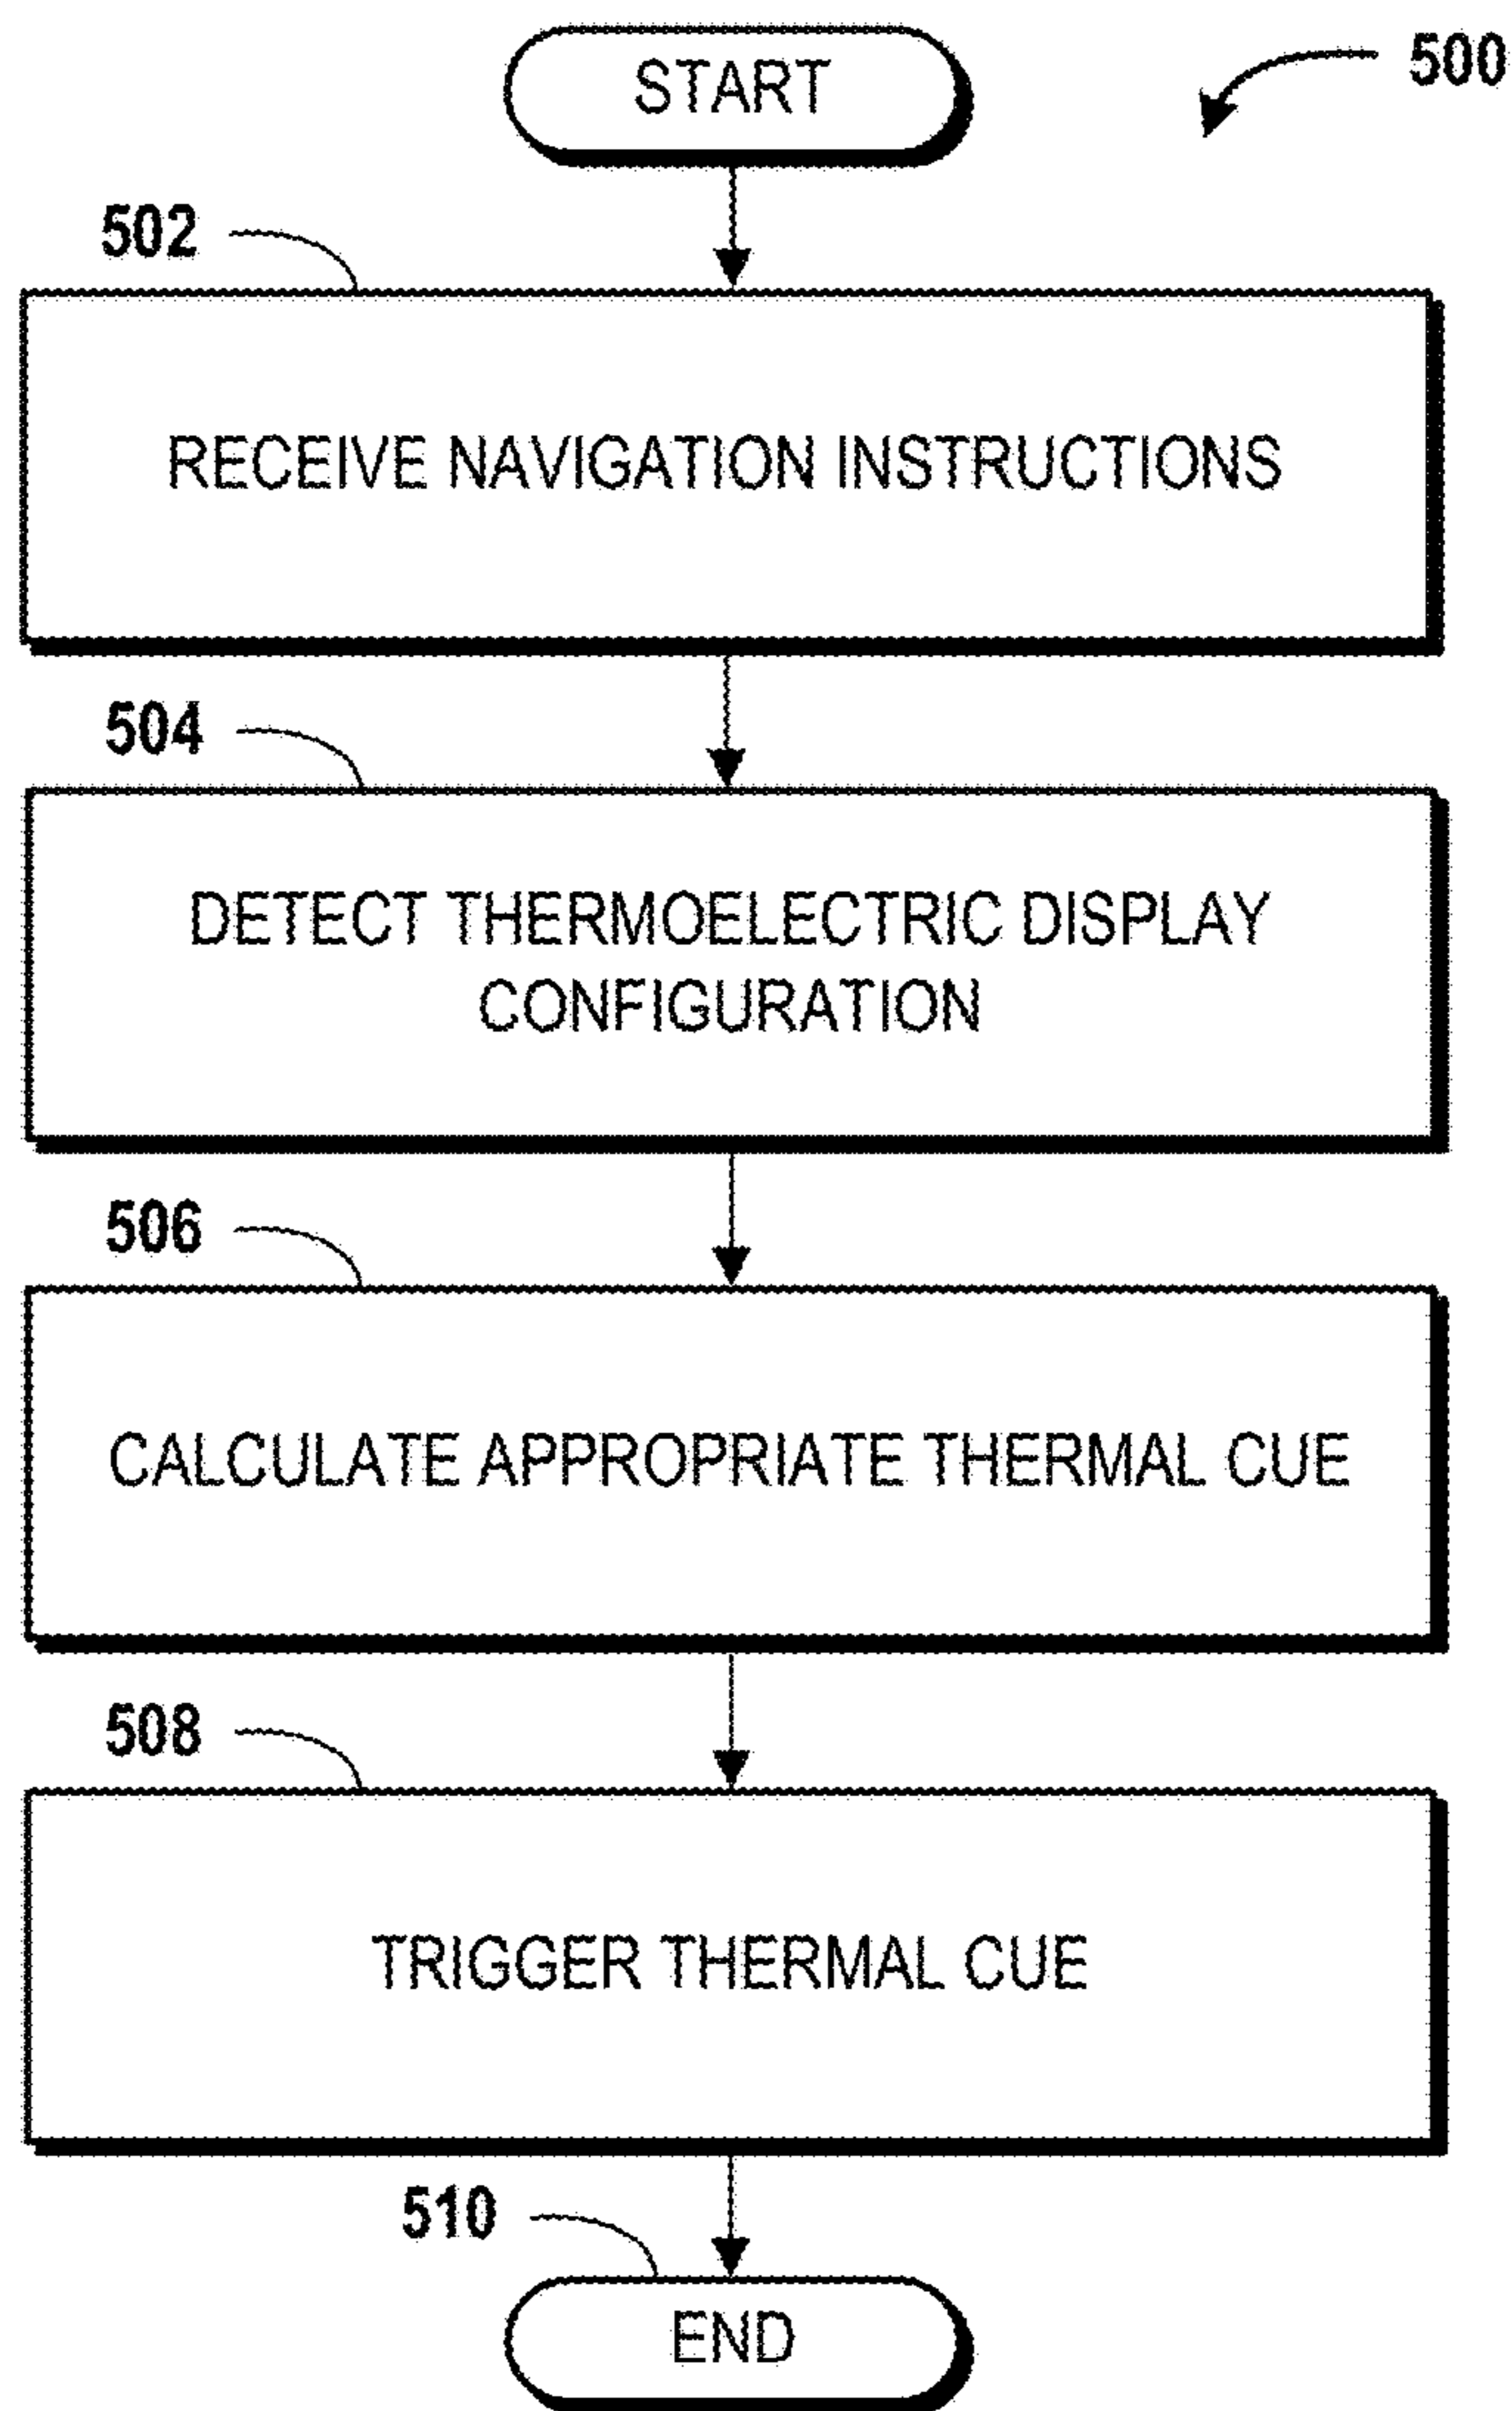 START
500
502
RECEIVE NAVIGATION INSTRUCTIONS
504
DETECT THERMOELECTRIC DISPLAY
CONFIGURATION
506
CALCULATE APPROPRIATE THERMAL CUE
508
TRIGGER THERMAL CUE
510
END